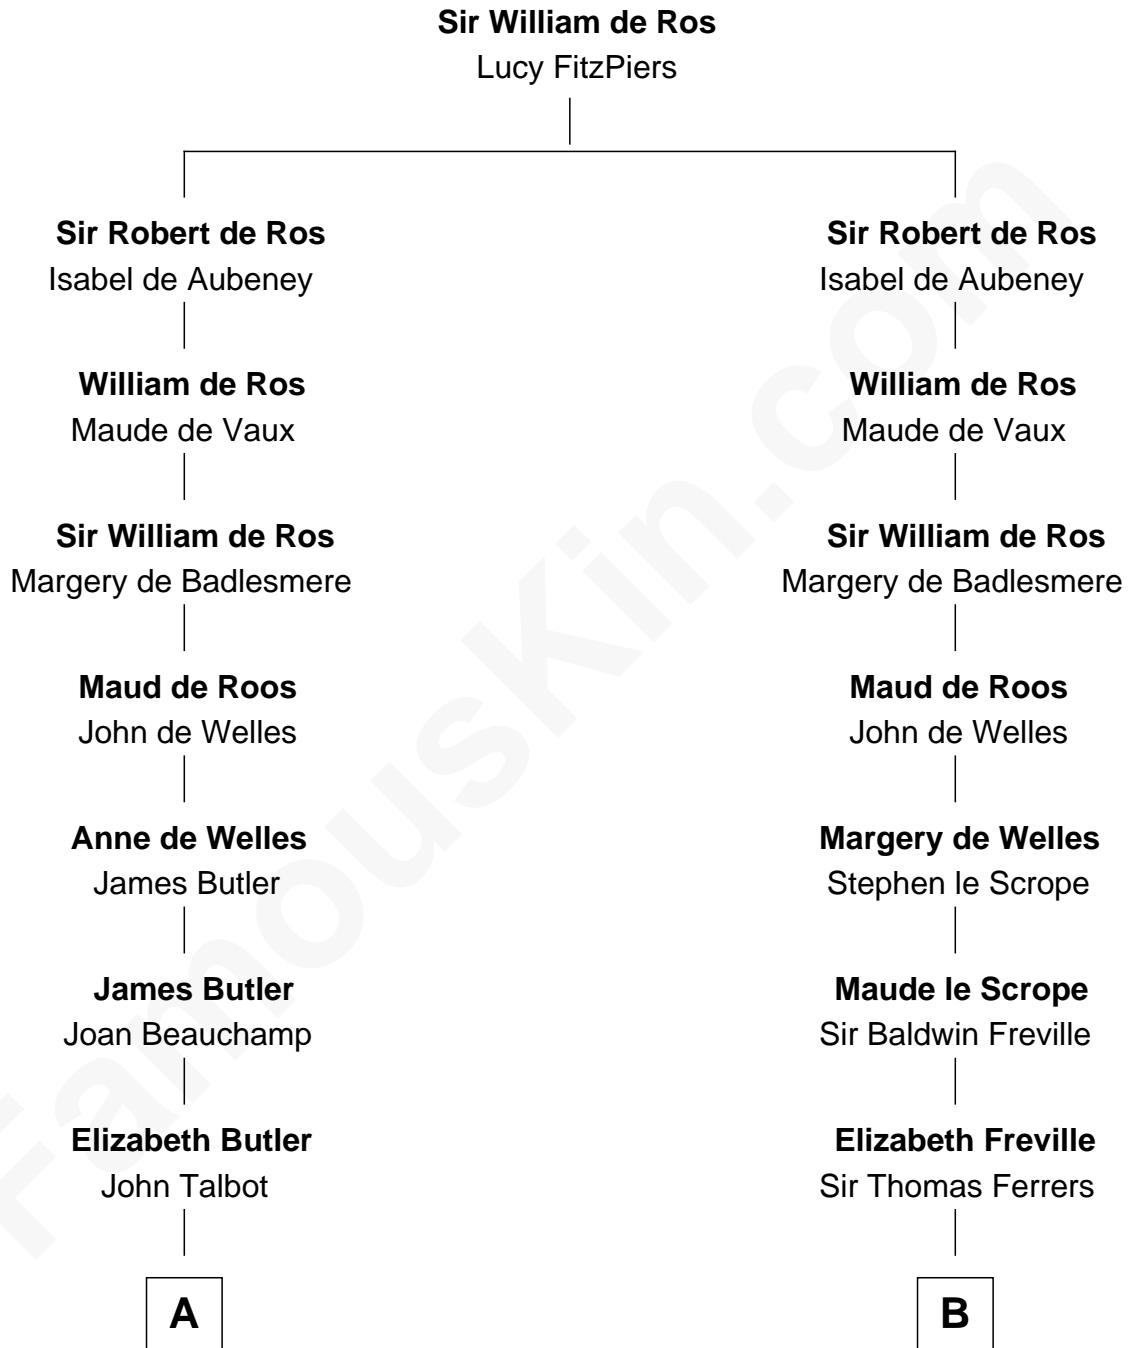 Sir William de Ros
Lucy FitzPiers
Sir Robert de Ros
Isabel de Aubeney
William de Ros
Maude de Vaux
Sir William de Ros
Margery de Badlesmere
Maud de Roos
John de Welles
Anne de Welles
James Butler
James Butler
Joan Beauchamp
Elizabeth Butler
John Talbot
A
Sir Robert de Ros
Isabel de Aubeney
William de Ros
Maude de Vaux
Sir William de Ros
Margery de Badlesmere
Maud de Roos
John de Welles
Margery de Welles
Stephen le Scrope
Maude le Scrope
Sir Baldwin Freville
Elizabeth Freville
Sir Thomas Ferrers
B
FamousKin.com